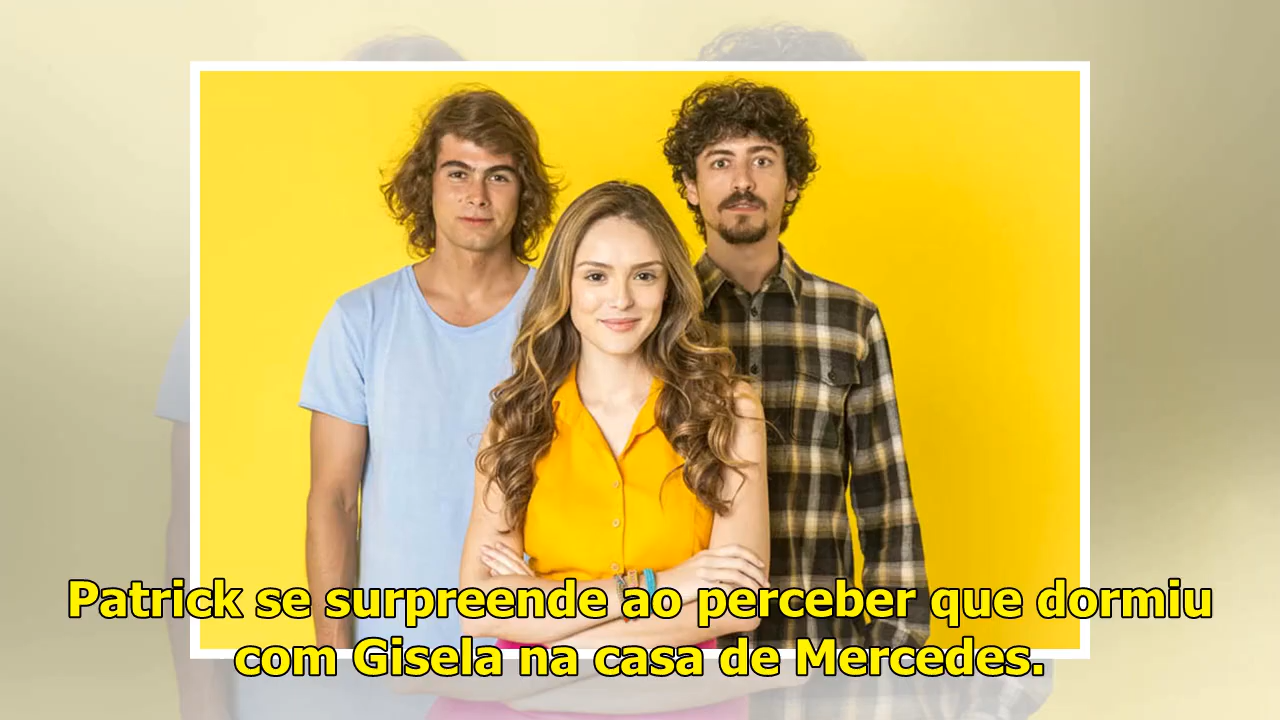 Patrick se surpreende ao perceber que dormiu
com Gisela na casa de Mercedes.